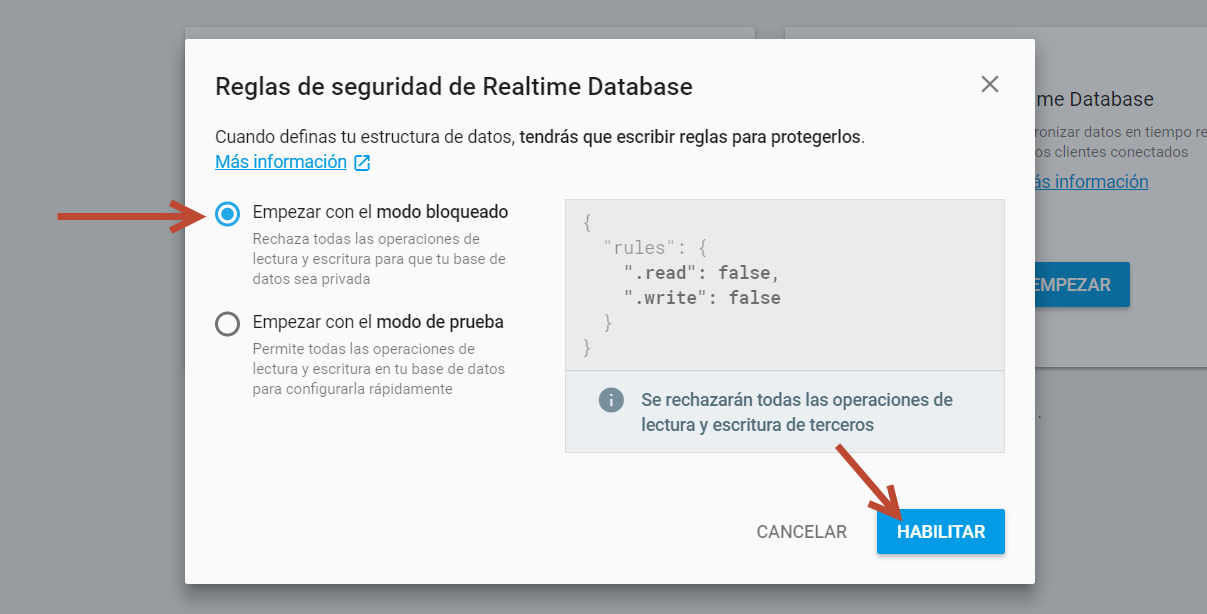 Reglas de seguridad de Realtime Database
Cuando definas tu estructura de datos, tendrás que escribir reglas para protegerlos.
Más información
Empezar con el modo bloqueado
Rechaza todas las operaciones de
lectura y escritura para que tu base de
datos sea privada
Empezar con el modo de prueba
Permite todas las operaciones de
lectura y escritura en tu base de datos
para configurarla rápidamente
{
"rules": {
".read": false,
".write": false
}
}
Se rechazarán todas las operaciones de
lectura y escritura de terceros
CANCELAR
HABILITAR
me Database
datos en tiempo
clientes conectados
información
EMPEZAR